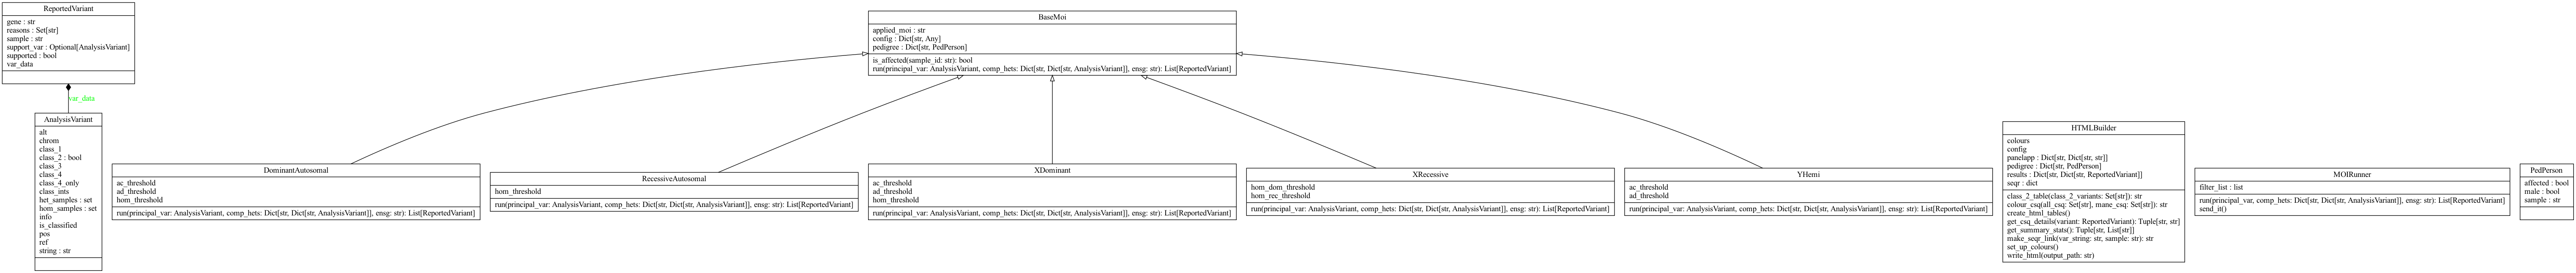 ReportedVariant
gene : str
reasons : Set[str]
sample : str
support_var : Optional[AnalysisVariant]
supported : bool
var_data
var_data
AnalysisVariant
alt
chrom
class_1
class_2 : bool
class_3
class_4
class_4_only
class_ints
het_samples : set
hom_samples : set
info
is_classified
pos
ref
string : str
BaseMoi
applied_moi : str
config : Dict[str, Any]
pedigree : Dict[str, PedPerson]
is_affected(sample_id: str): bool
run(principal_var: AnalysisVariant, comp_hets: Dict[str, Dict[str, AnalysisVariant]], ensg: str): List[ReportedVariant]
DominantAutosomal
ac_threshold
ad_threshold
hom_threshold
run(principal_var: AnalysisVariant, comp_hets: Dict[str, Dict[str, AnalysisVariant]], ensg: str): List[ReportedVariant]
RecessiveAutosomal
hom_threshold
run(principal_var: AnalysisVariant, comp_hets: Dict[str, Dict[str, AnalysisVariant]], ensg: str): List[ReportedVariant]
XDominant
ac_threshold
ad_threshold
hom_threshold
run(principal_var: AnalysisVariant, comp_hets: Dict[str, Dict[str, AnalysisVariant]], ensg: str): List[ReportedVariant]
XRecessive
hom_dom_threshold
hom_rec_threshold
run(principal_var: AnalysisVariant, comp_hets: Dict[str, Dict[str, AnalysisVariant]], ensg: str): List[ReportedVariant]
YHemi
ac_threshold
ad_threshold
run(principal_var: AnalysisVariant, comp_hets: Dict[str, Dict[str, AnalysisVariant]], ensg: str): List[ReportedVariant]
HTMLBuilder
colours
config
panelapp : Dict[str, Dict[str, str]]
pedigree : Dict[str, PedPerson]
results : Dict[str, Dict[str, ReportedVariant]]
seqr : dict
class_2_table(class_2_variants: Set[str]): str
colour_csq(all_csq: Set[str], mane_csq: Set[str]): str
create_html_tables()
get_csq_details(variant: ReportedVariant): Tuple[str, str]
get_summary_stats(): Tuple[str, List[str]]
make_seqr_link(var_string: str, sample: str): str
set_up_colours()
write_html(output_path: str)
MOIRunner
filter_list : list
run(principal_var, comp_hets: Dict[str, Dict[str, AnalysisVariant]], ensg: str): List[ReportedVariant]
send_it()
PedPerson
affected : bool
male : bool
sample : str